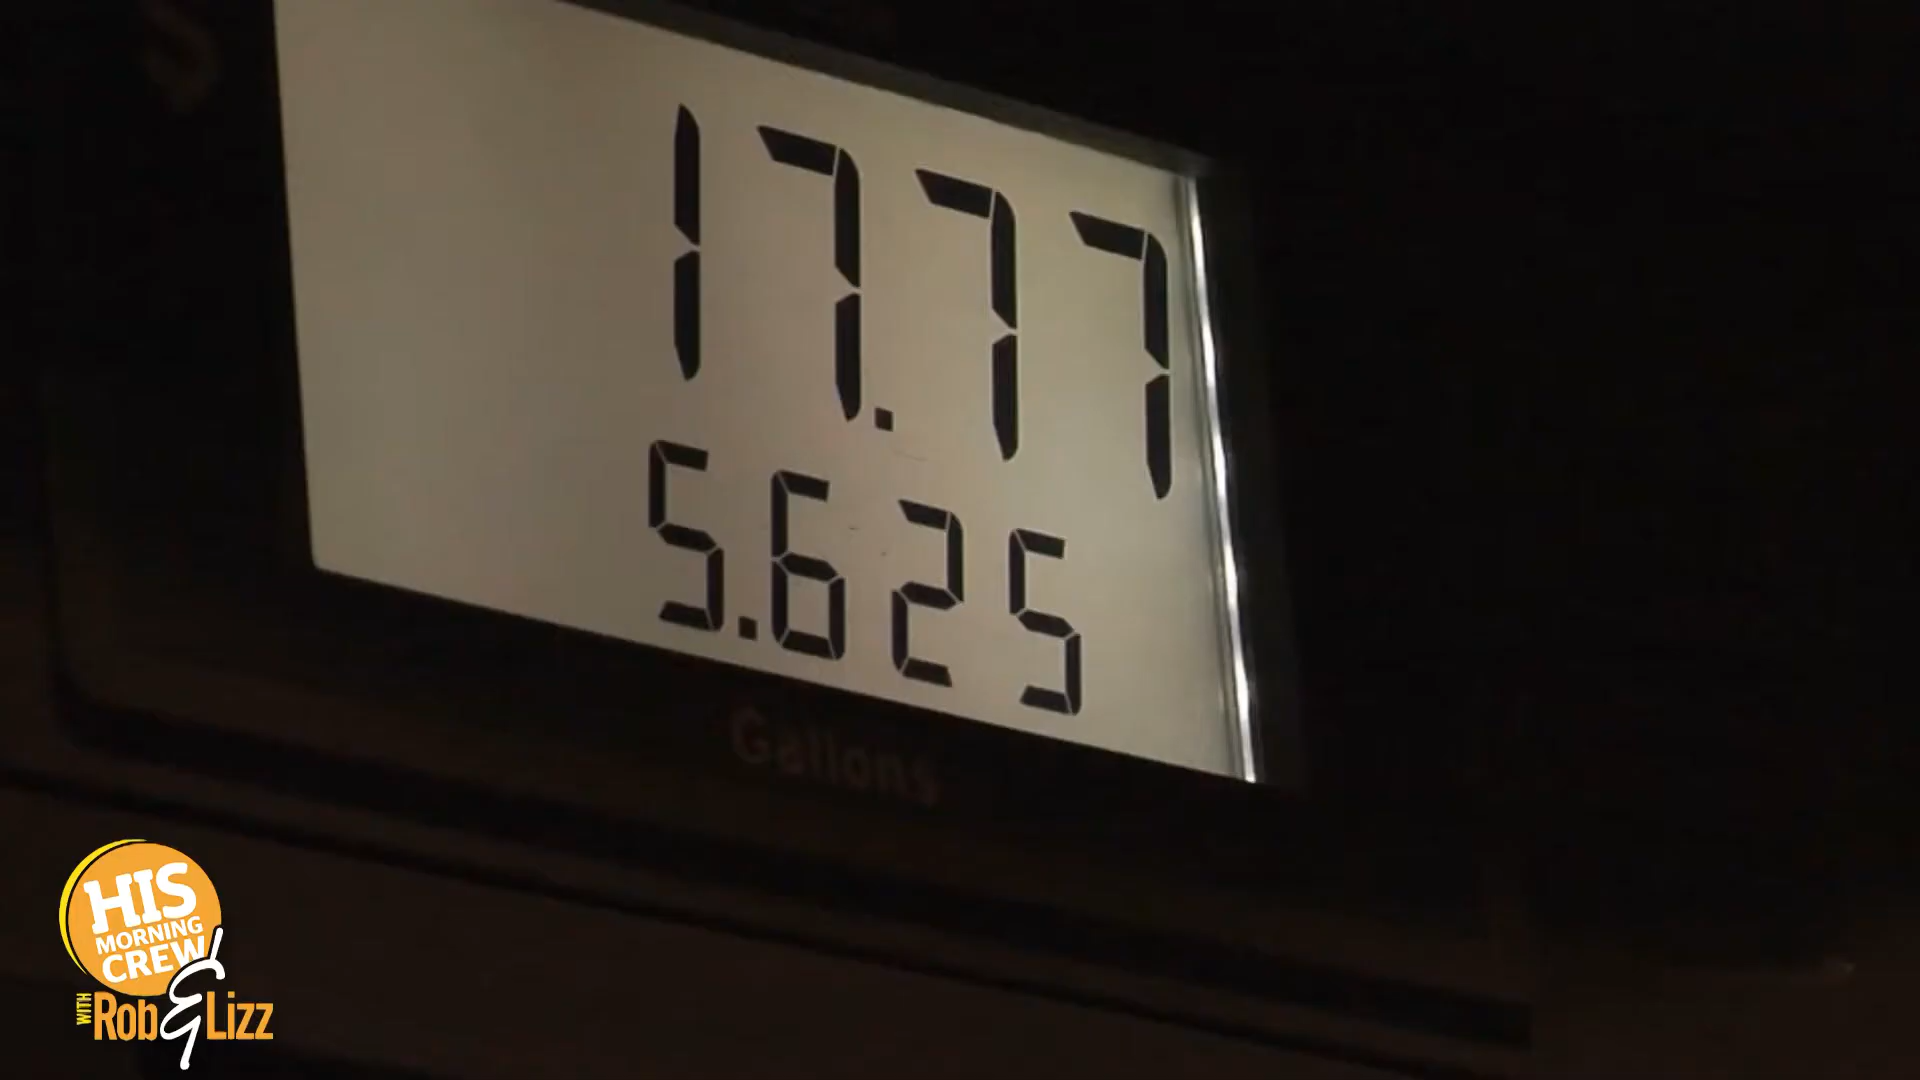 17.77
5.625
Gallons
HIS
MORNING
CREW
WITH Rob & Lizz